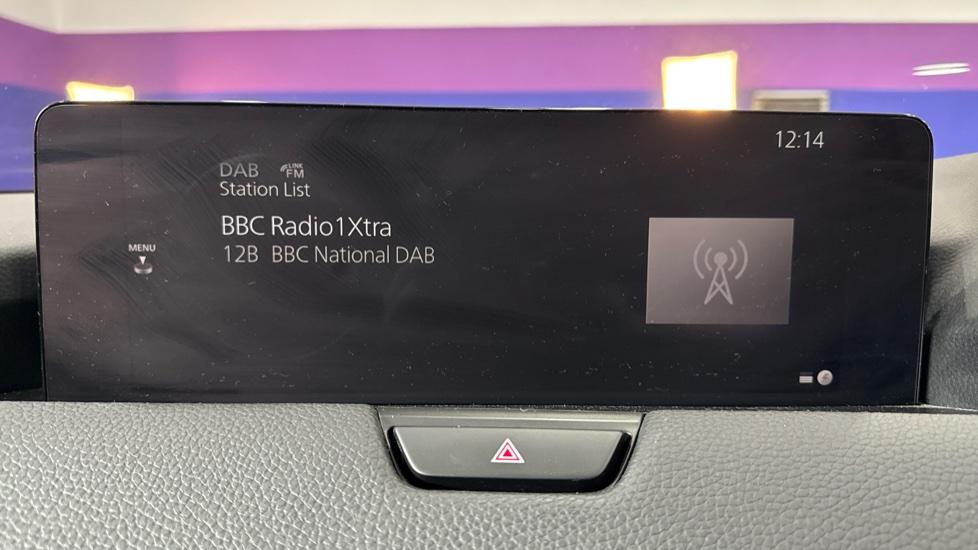 12:14
DAB LINK FM
Station List
BBC Radio1Xtra
MENU
12B BBC National DAB